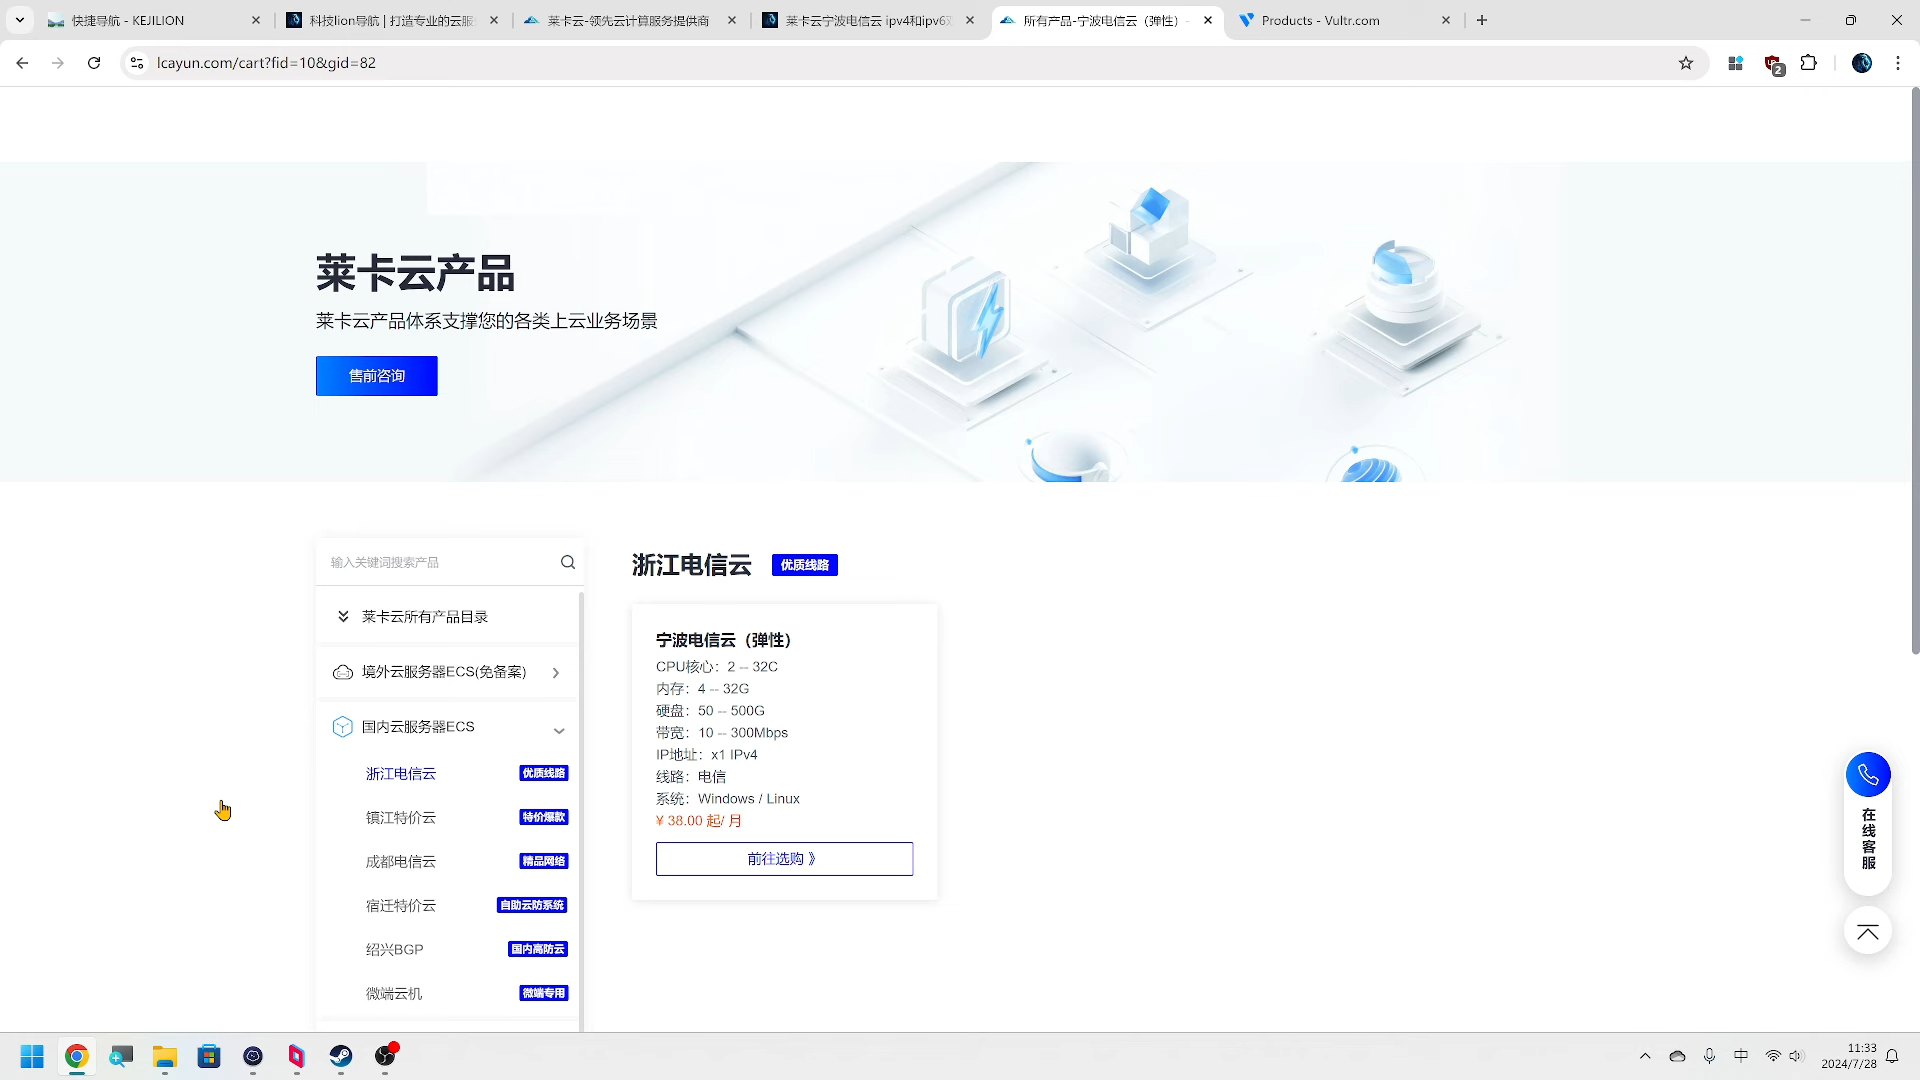 快捷导航 - KEJILION
科技lion导航 | 打造专业的云服
莱卡云-领先云计算服务提供商
莱卡云宁波电信云 ipv4和ipv6
所有产品-宁波电信云（弹性）
Products - Vultr.com
lcayun.com/cart?fid=10&gid=82
2
莱卡云产品
莱卡云产品体系支撑您的各类上云业务场景
售前咨询
输入关键词搜索产品
莱卡云所有产品目录
境外云服务器ECS(免备案)
国内云服务器ECS
浙江电信云 优质线路
镇江特价云 特价爆款
成都电信云 精品网络
宿迁特价云 自助云防系统
绍兴BGP 国内高防云
微端云机 微端专用
浙江电信云 优质线路
宁波电信云（弹性）
CPU核心：2 -- 32C
内存：4 -- 32G
硬盘：50 -- 500G
带宽：10 -- 300Mbps
IP地址：x1 IPv4
线路：电信
系统：Windows / Linux
¥ 38.00 起/ 月
前往选购 》
在线客服
中
11:33
2024/7/28